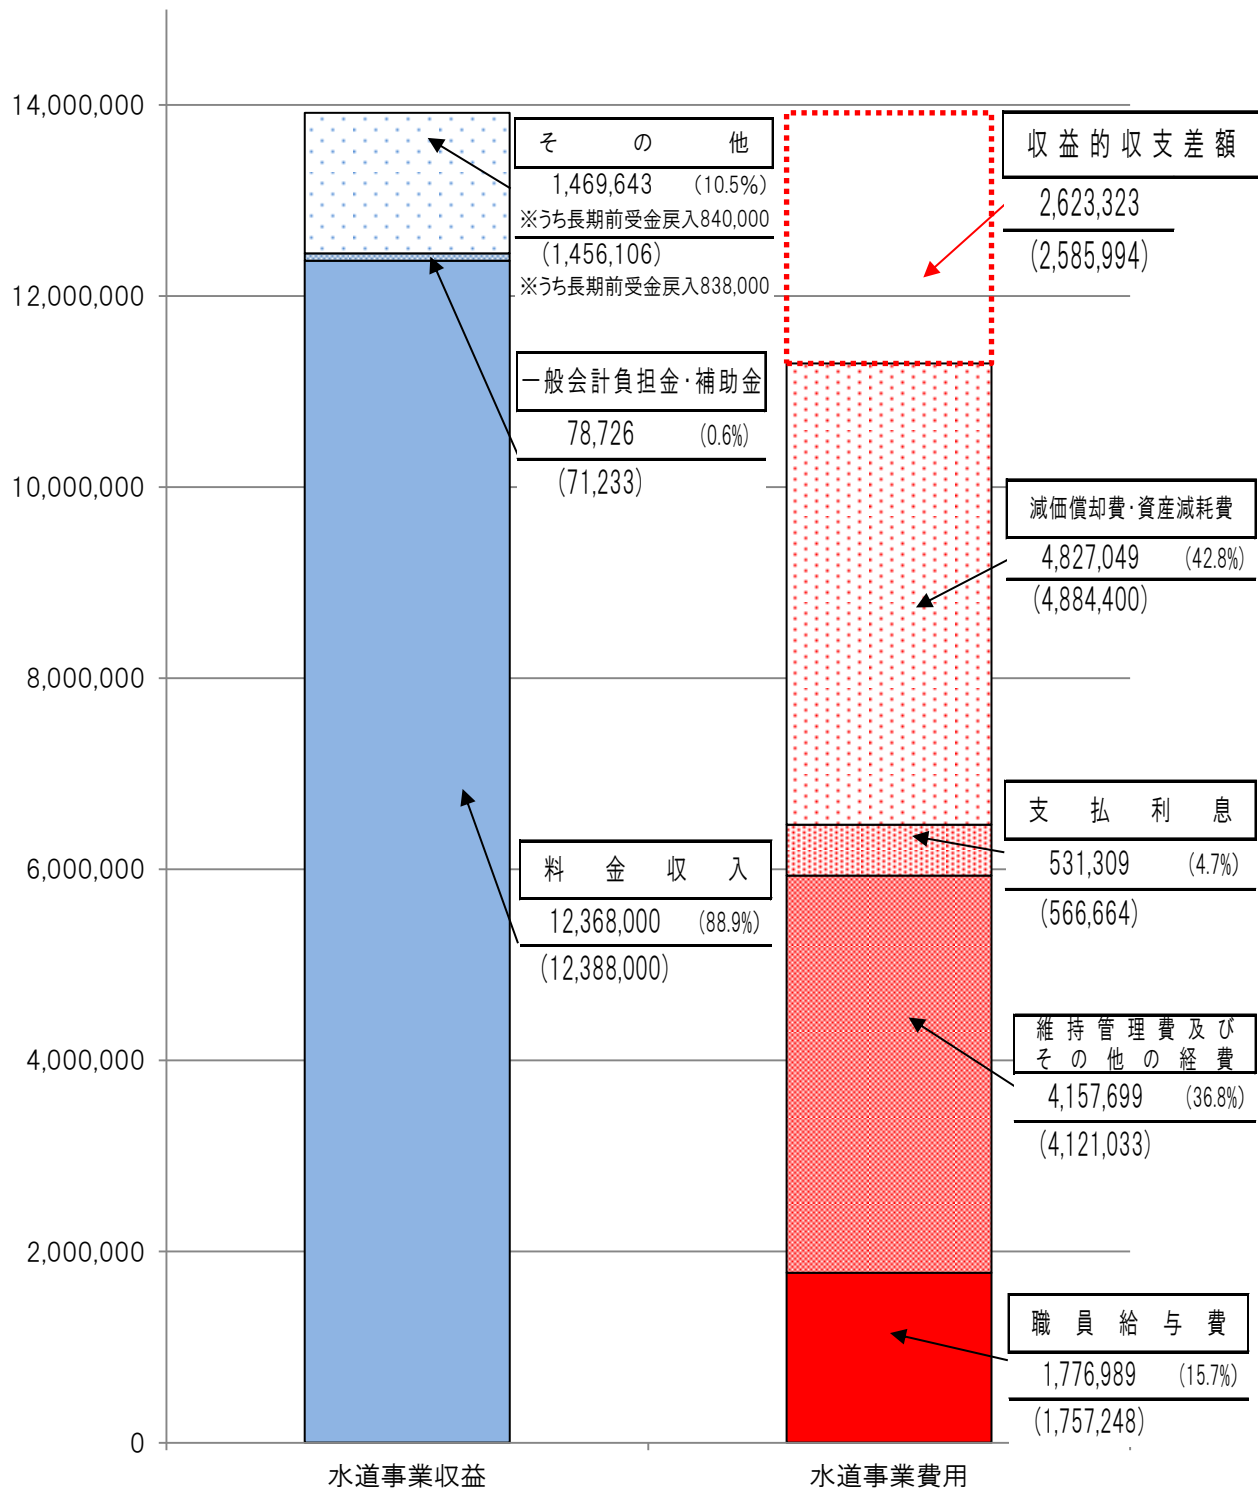 14,000,000
12,000,000
10,000,000
8,000,000
6,000,000
4,000,000
2,000,000
0
その他
1,469,643 (10.5%)
※うち長期前受金戻入840,000
(1,456,106)
※うち長期前受金戻入838,000
一般会計負担金・補助金
78,726 (0.6%)
(71,233)
料金収入
12,368,000 (88.9%)
(12,388,000)
収益的収支差額
2,623,323
(2,585,994)
減価償却費・資産減耗費
4,827,049 (42.8%)
(4,884,400)
支払利息
531,309 (4.7%)
(566,664)
維持管理費及び
その他の経費
4,157,699 (36.8%)
(4,121,033)
職員給与費
1,776,989 (15.7%)
(1,757,248)
水道事業収益
水道事業費用